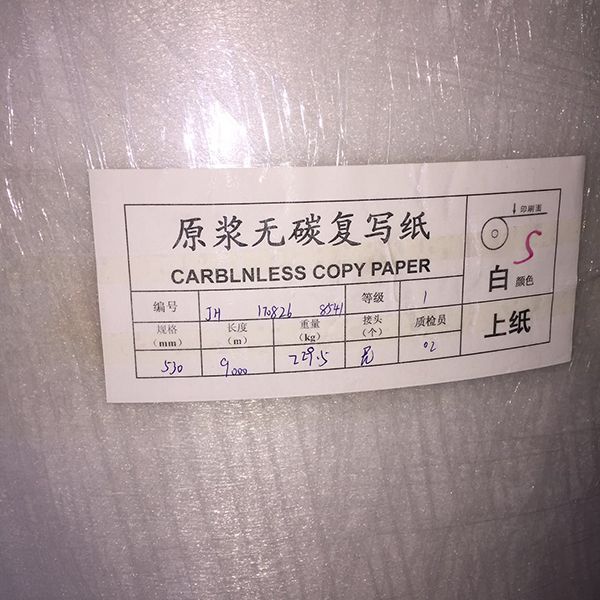 原浆无碳复写纸
CARBLNLESS COPY PAPER
印刷面
S
白 颜色
上纸
编号 JH 170826 8541 等级 1
规格（mm） 长度（m） 重量（kg） 接头（个） 质检员
530 9000 229.5 02